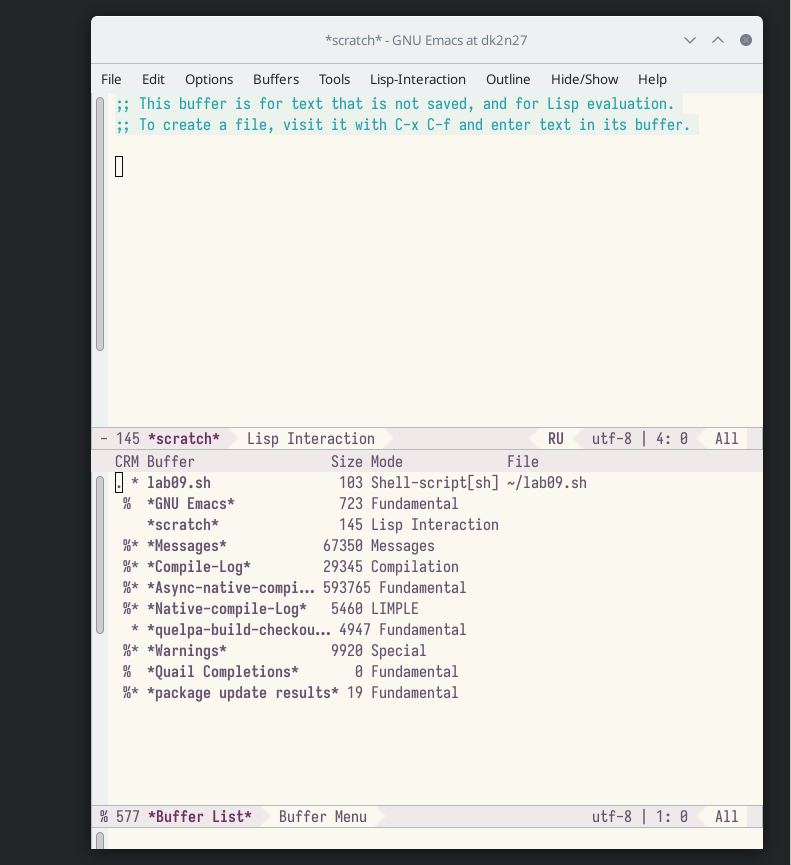 *scratch* - GNU Emacs at dk2n27
File Edit Options Buffers Tools Lisp-Interaction Outline Hide/Show Help
;; This buffer is for text that is not saved, and for Lisp evaluation.
;; To create a file, visit it with C-x C-f and enter text in its buffer.
- 145 *scratch* Lisp Interaction RU utf-8 | 4: 0 All
CRM Buffer Size Mode File
. * lab09.sh 103 Shell-script[sh] ~/lab09.sh
% *GNU Emacs* 723 Fundamental
*scratch* 145 Lisp Interaction
%* *Messages* 67350 Messages
%* *Compile-Log* 29345 Compilation
%* *Async-native-compi... 593765 Fundamental
%* *Native-compile-Log* 5460 LIMPLE
* *quelpa-build-checkou... 4947 Fundamental
%* *Warnings* 9920 Special
% *Quail Completions* 0 Fundamental
%* *package update results* 19 Fundamental
% 577 *Buffer List* Buffer Menu utf-8 | 1: 0 All